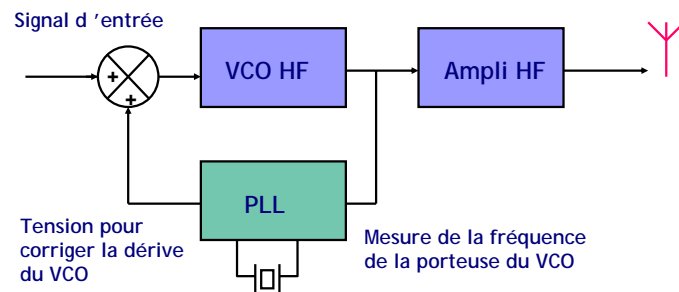 Signal d 'entrée
VCO HF
Ampli HF
+
+
PLL
Tension pour
corriger la dérive
du VCO
Mesure de la fréquence
de la porteuse du VCO